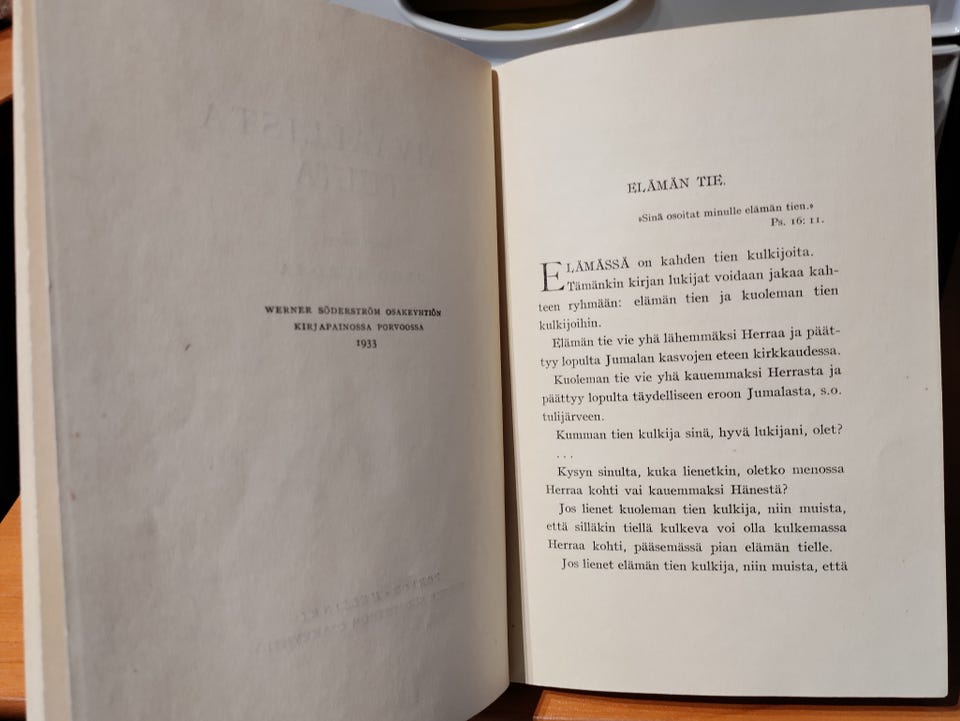 WERNER SÖDERSTRÖM OSAKEYHTIÖN
KIRJAPAINOSSA PORVOOSSA
1933
ELÄMÄN TIE.
»Sinä osoitat minulle elämän tien.»
Ps. 16: 11.
ELÄMÄSSÄ on kahden tien kulkijoita.
Tämänkin kirjan lukijat voidaan jakaa kah-
teen ryhmään: elämän tien ja kuoleman tien
kulkijoihin.
Elämän tie vie yhä lähemmäksi Herraa ja päät-
tyy lopulta Jumalan kasvojen eteen kirkkaudessa.
Kuoleman tie vie yhä kauemmaksi Herrasta ja
päättyy lopulta täydelliseen eroon Jumalasta, s.o.
tulijärveen.
Kumman tien kulkija sinä, hyvä lukijani, olet?
...
Kysyn sinulta, kuka lienetkin, oletko menossa
Herraa kohti vai kauemmaksi Hänestä?
Jos lienet kuoleman tien kulkija, niin muista,
että silläkin tiellä kulkeva voi olla kulkemassa
Herraa kohti, pääsemässä pian elämän tielle.
Jos lienet elämän tien kulkija, niin muista, että